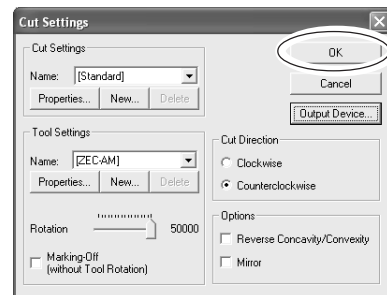 Cut Settings
Cut Settings
Name: [Standard]
Properties... New... Delete
Tool Settings
Name: [ZEC-AM]
Properties... New... Delete
Rotation 50000
Marking-Off
(without Tool Rotation)
OK
Cancel
Output Device...
Cut Direction
Clockwise
Counterclockwise
Options
Reverse Concavity/Convexity
Mirror